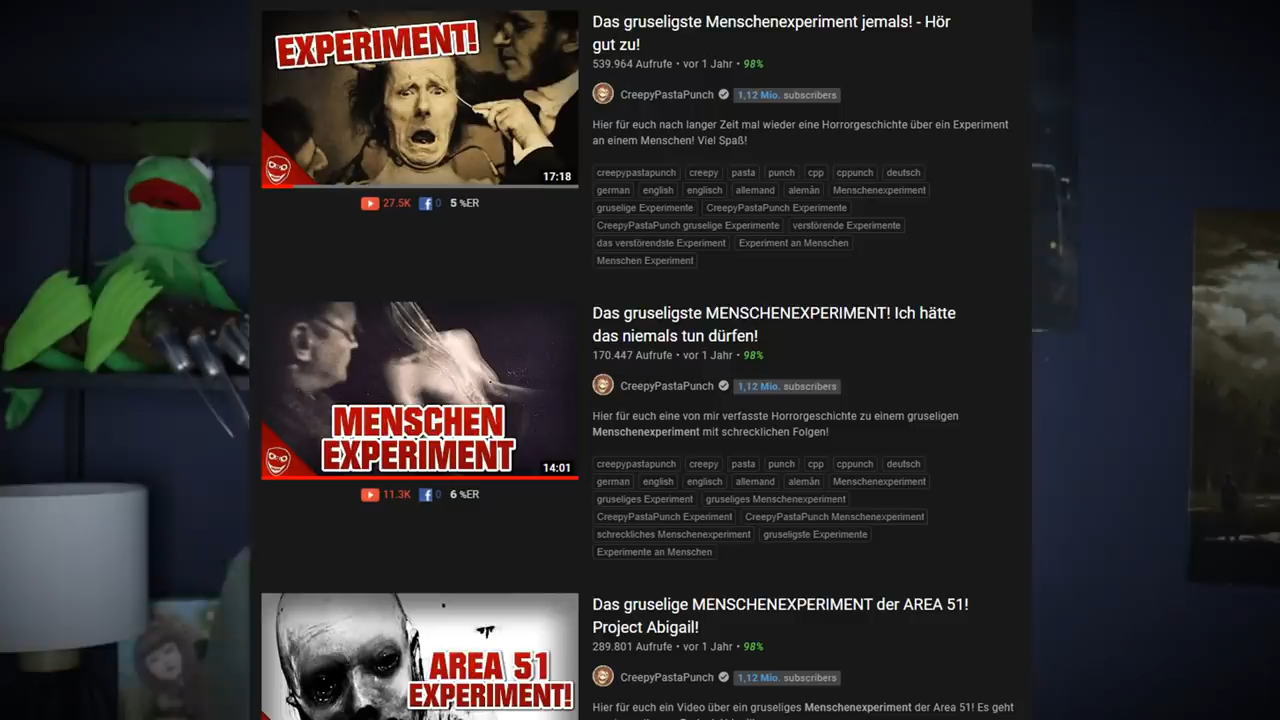 EXPERIMENT!
17:18
27.5K 0 5 %ER
Das gruseligste Menschenexperiment jemals! - Hör
gut zu!
539.964 Aufrufe • vor 1 Jahr • 98%
CreepyPastaPunch 1,12 Mio. subscribers
Hier für euch nach langer Zeit mal wieder eine Horrorgeschichte über ein Experiment
an einem Menschen! Viel Spaß!
creepypastapunch creepy pasta punch cpp cppunch deutsch
german english englisch allemand alemán Menschenexperiment
gruselige Experimente CreepyPastaPunch Experimente
CreepyPastaPunch gruselige Experimente verstörende Experimente
das verstörendste Experiment Experiment an Menschen
Menschen Experiment
MENSCHEN
EXPERIMENT
14:01
11.3K 0 6 %ER
Das gruseligste MENSCHENEXPERIMENT! Ich hätte
das niemals tun dürfen!
170.447 Aufrufe • vor 1 Jahr • 98%
CreepyPastaPunch 1,12 Mio. subscribers
Hier für euch eine von mir verfasste Horrorgeschichte zu einem gruseligen
Menschenexperiment mit schrecklichen Folgen!
creepypastapunch creepy pasta punch cpp cppunch deutsch
german english englisch allemand alemán Menschenexperiment
gruseliges Experiment gruseliges Menschenexperiment
CreepyPastaPunch Experiment CreepyPastaPunch Menschenexperiment
schreckliches Menschenexperiment gruseligste Experimente
Experimente an Menschen
AREA 51
EXPERIMENT!
Das gruselige MENSCHENEXPERIMENT der AREA 51!
Project Abigail!
289.801 Aufrufe • vor 1 Jahr • 98%
CreepyPastaPunch 1,12 Mio. subscribers
Hier für euch ein Video über ein gruseliges Menschenexperiment der Area 51! Es geht